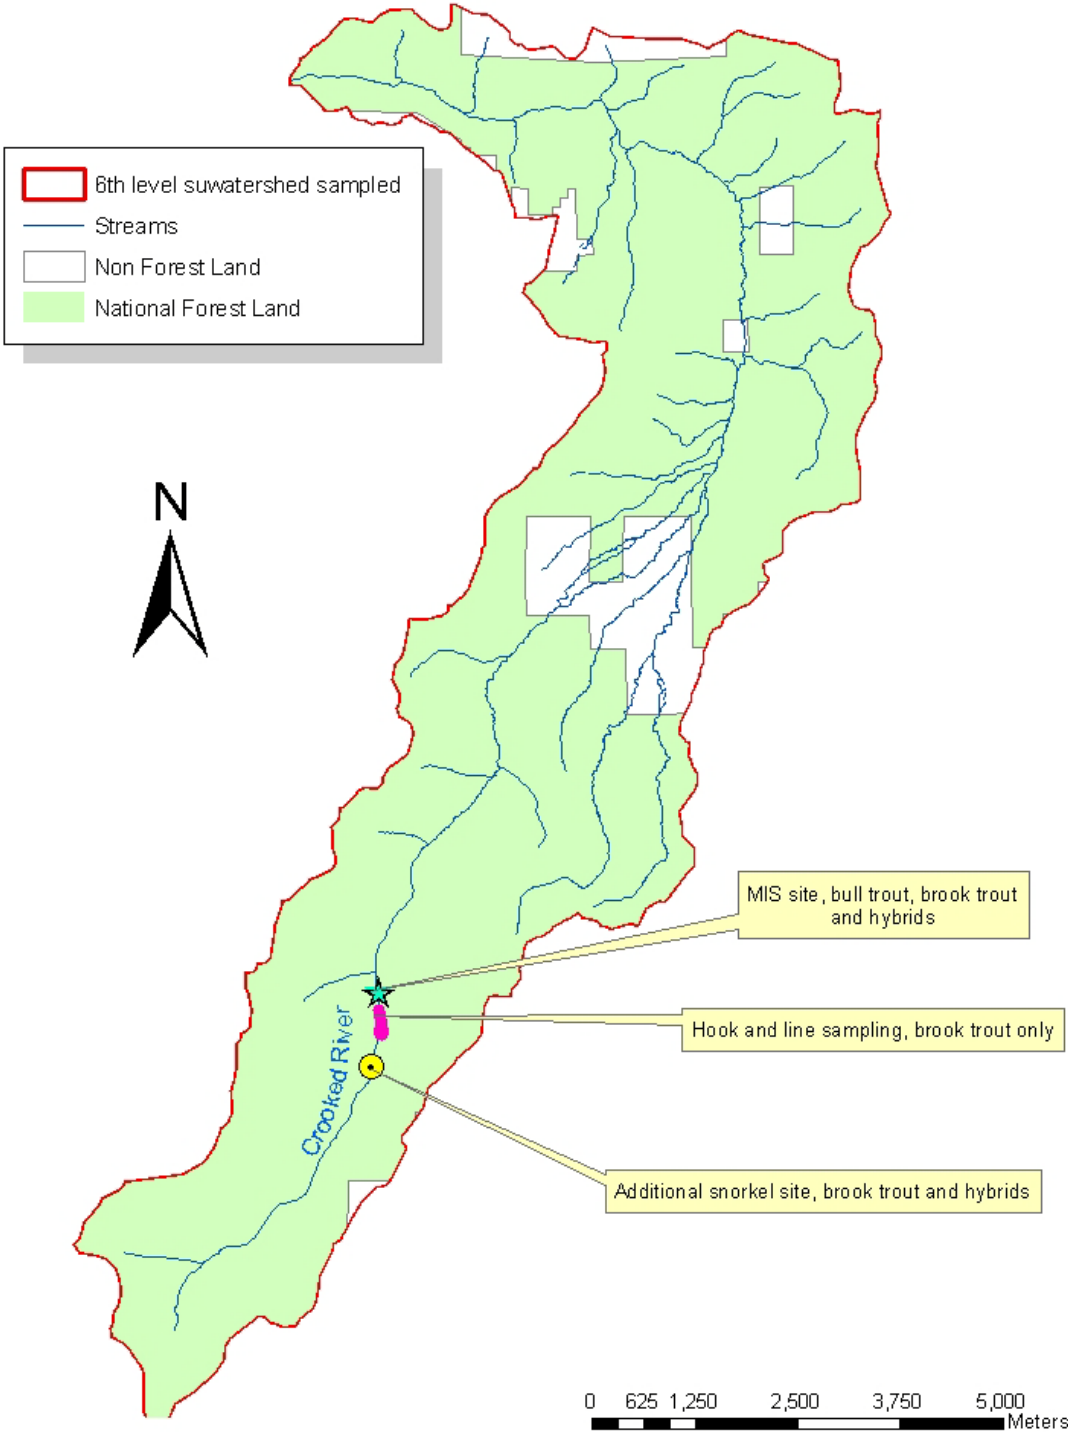 6th level suwatershed sampled
Streams
Non Forest Land
National Forest Land
N
MIS site, bull trout, brook trout
and hybrids
Hook and line sampling, brook trout only
Crooked River
Additional snorkel site, brook trout and hybrids
0 625 1,250 2,500 3,750 5,000
Meters